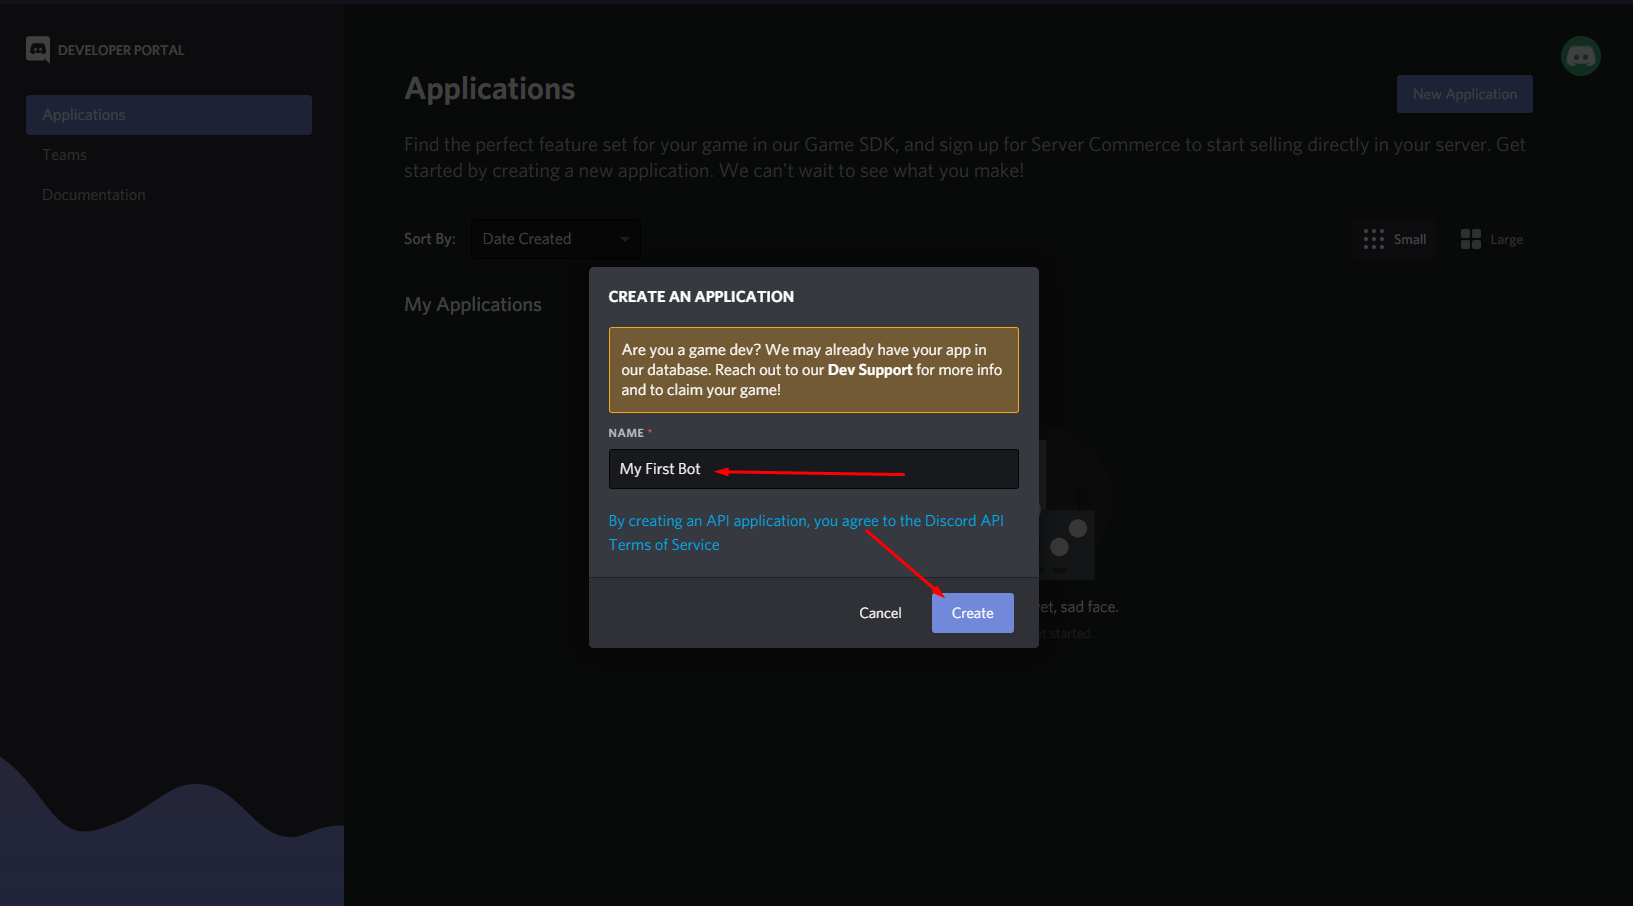 DEVELOPER PORTAL
Applications
Teams
Documentation
Applications
New Application
Find the perfect feature set for your game in our Game SDK, and sign up for Server Commerce to start selling directly in your server. Get
started by creating a new application. We can't wait to see what you make!
Sort By:
Date Created
Small
Large
My Applications
CREATE AN APPLICATION
Are you a game dev? We may already have your app in
our database. Reach out to our Dev Support for more info
and to claim your game!
NAME *
My First Bot
By creating an API application, you agree to the Discord API
Terms of Service
Cancel
Create
yet, sad face.
started.